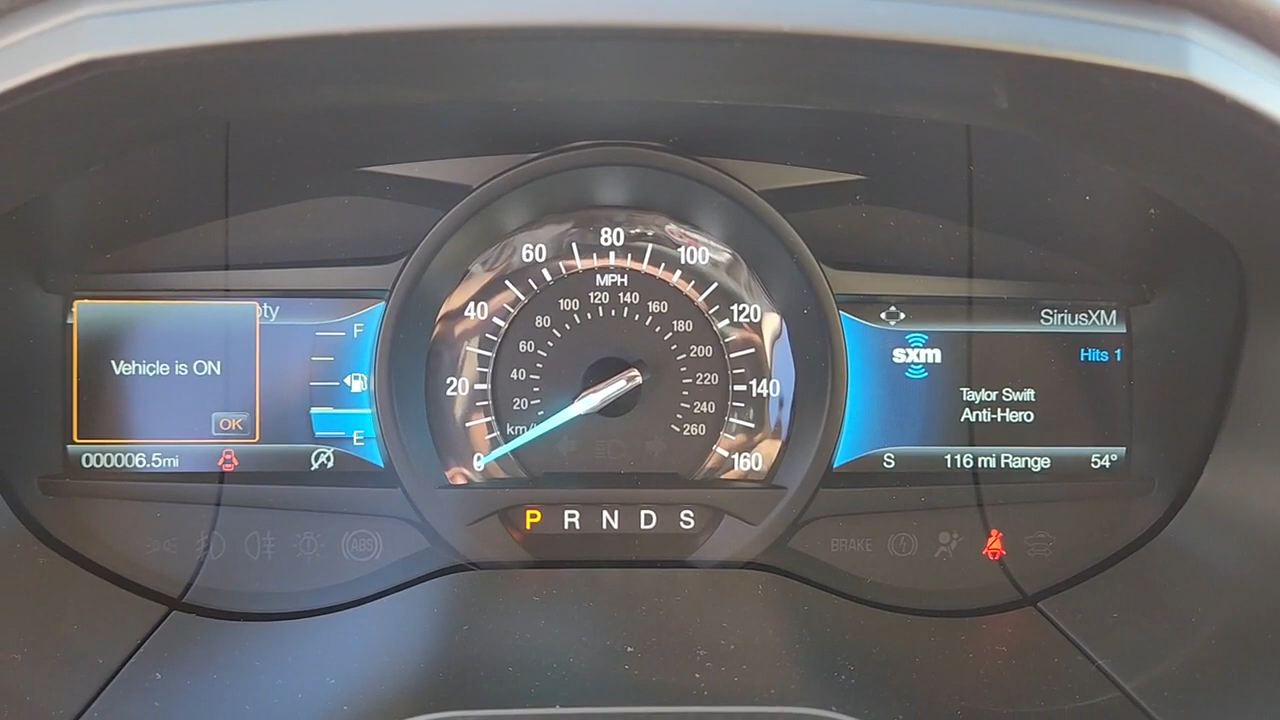 pty
Vehicle is ON
OK
F
E
000006.5mi
0
20
40
60
80
100
120
140
160
MPH
km/
20
40
60
80
100
120
140
160
180
200
220
240
260
P R N D S
SiriusXM
sxm
Hits 1
Taylor Swift
Anti-Hero
S 116 mi Range 54°
ABS
BRAKE